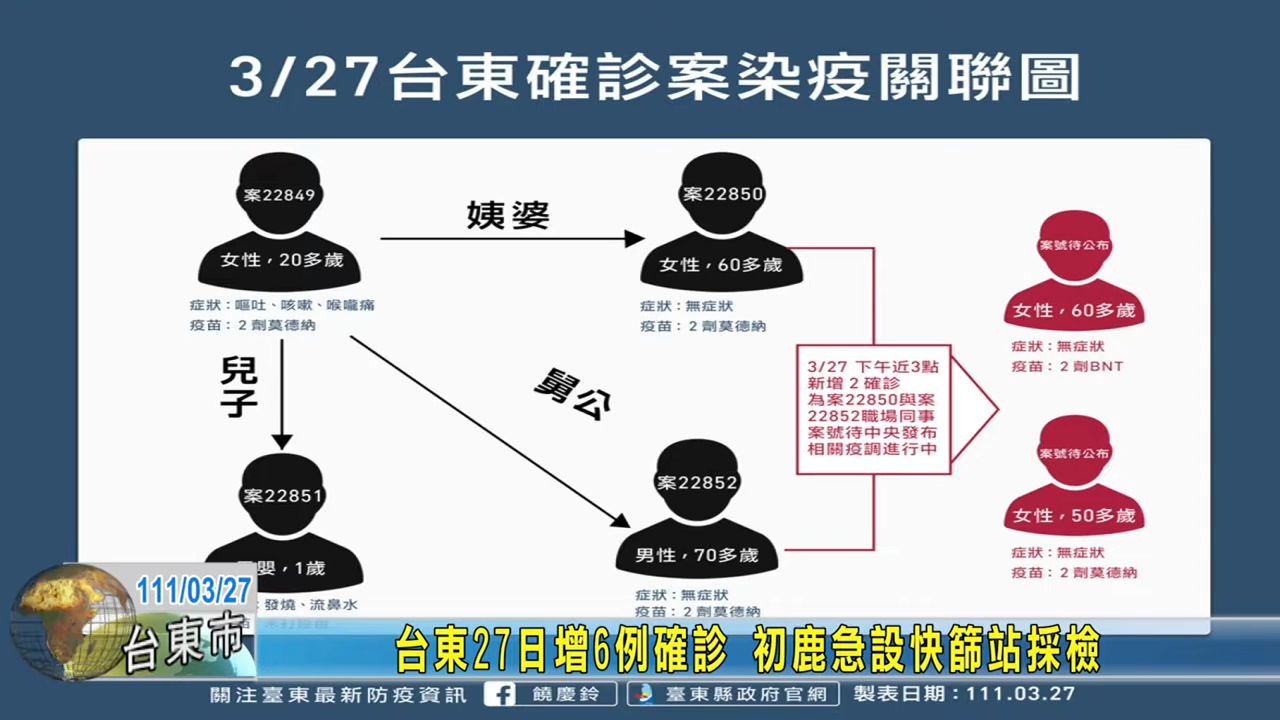 3/27台東確診案染疫關聯圖
案22849
女性，20多歲
症狀：嘔吐、咳嗽、喉嚨痛
疫苗：２劑莫德納
姨婆
案22850
女性，60多歲
症狀：無症狀
疫苗：２劑莫德納
案號待公布
女性，60多歲
症狀：無症狀
疫苗：２劑BNT
兒子
舅公
3/27 下午近3點
新增２確診
為案22850與案
22852職場同事
案號待中央發布
相關疫調進行中
案22851
嬰，1歲
發燒、流鼻水
案22852
男性，70多歲
症狀：無症狀
疫苗：２劑莫德納
案號待公布
女性，50多歲
症狀：無症狀
疫苗：２劑莫德納
111/03/27
台東市
台東27日增6例確診 初鹿急設快篩站採檢
關注臺東最新防疫資訊 饒慶鈴 臺東縣政府官網 製表日期：111.03.27